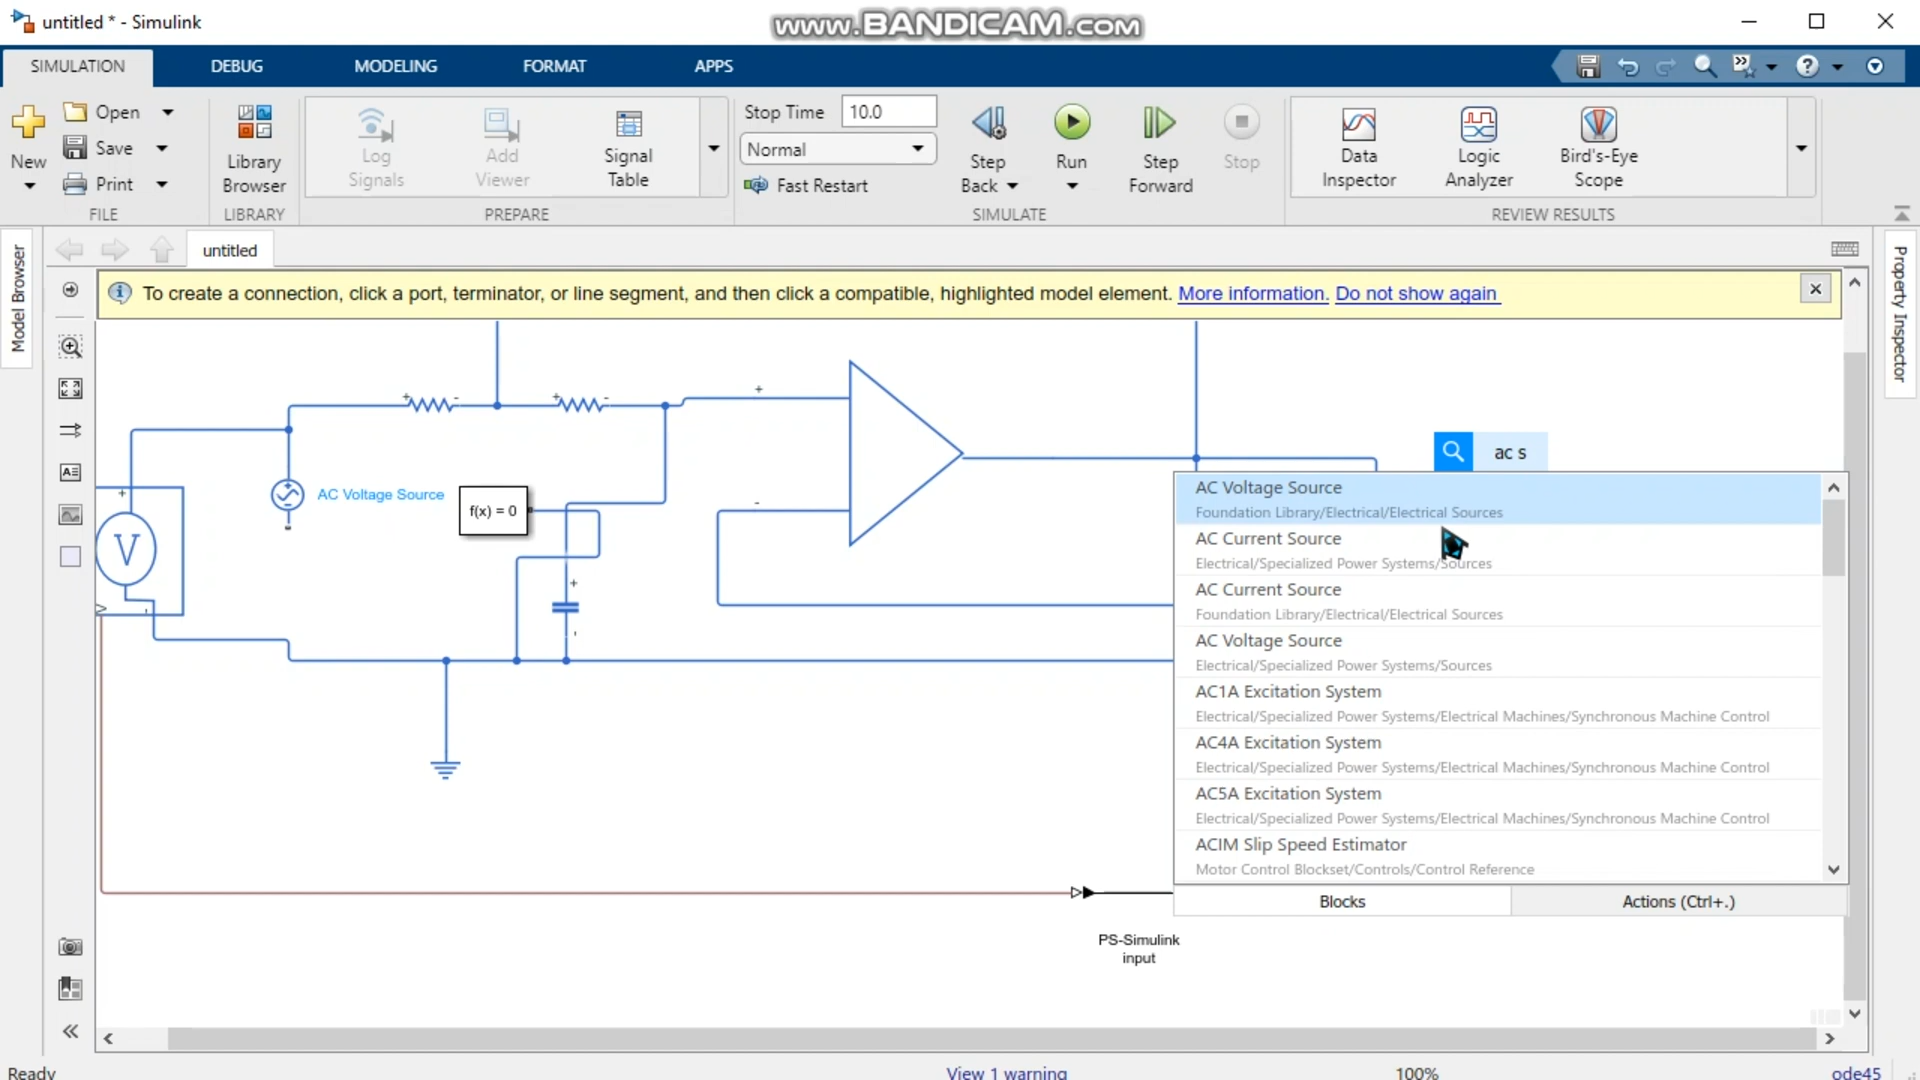 untitled * - Simulink
www.BANDICAM.com
SIMULATION
DEBUG
MODELING
FORMAT
APPS
New
Open
Save
Print
FILE
Library
Browser
LIBRARY
Log
Signals
Add
Viewer
Signal
Table
PREPARE
Stop Time
10.0
Normal
Fast Restart
Step
Back
Run
Step
Forward
Stop
SIMULATE
Data
Inspector
Logic
Analyzer
Bird's-Eye
Scope
REVIEW RESULTS
Model Browser
untitled
Property Inspector
To create a connection, click a port, terminator, or line segment, and then click a compatible, highlighted model element. More information. Do not show again
+ -
+ -
+
-
AC Voltage Source
f(x) = 0
+
V
+
-
ac s
AC Voltage Source
Foundation Library/Electrical/Electrical Sources
AC Current Source
Electrical/Specialized Power Systems/Sources
AC Current Source
Foundation Library/Electrical/Electrical Sources
AC Voltage Source
Electrical/Specialized Power Systems/Sources
AC1A Excitation System
Electrical/Specialized Power Systems/Electrical Machines/Synchronous Machine Control
AC4A Excitation System
Electrical/Specialized Power Systems/Electrical Machines/Synchronous Machine Control
AC5A Excitation System
Electrical/Specialized Power Systems/Electrical Machines/Synchronous Machine Control
ACIM Slip Speed Estimator
Motor Control Blockset/Controls/Control Reference
Blocks
Actions (Ctrl+.)
PS-Simulink
input
Ready
View 1 warning
100%
ode45